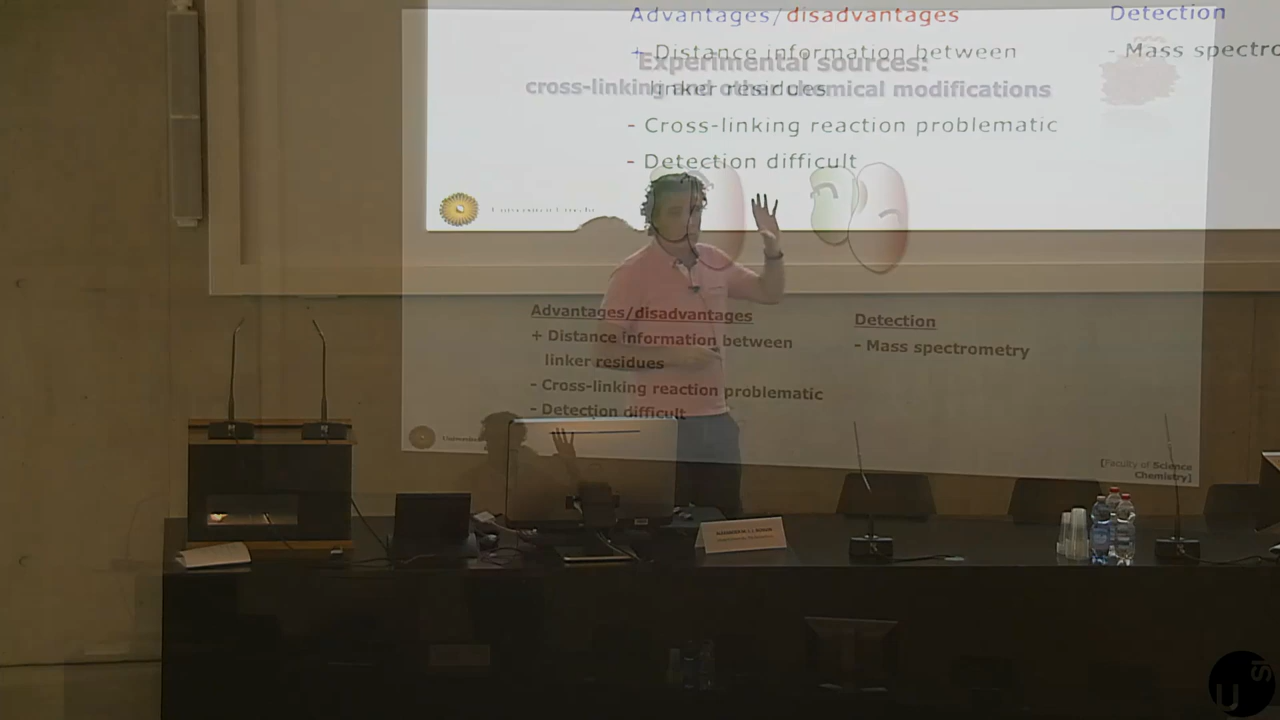 Advantages/disadvantages
+ Distance information between
linker residues
- Cross-linking reaction problematic
- Detection difficult
Detection
- Mass spectro
Experimental sources:
cross-linking and other chemical modifications
Advantages/disadvantages
+ Distance information between
linker residues
- Cross-linking reaction problematic
- Detection difficult
Detection
- Mass spectrometry
[Faculty of Science
Chemistry]